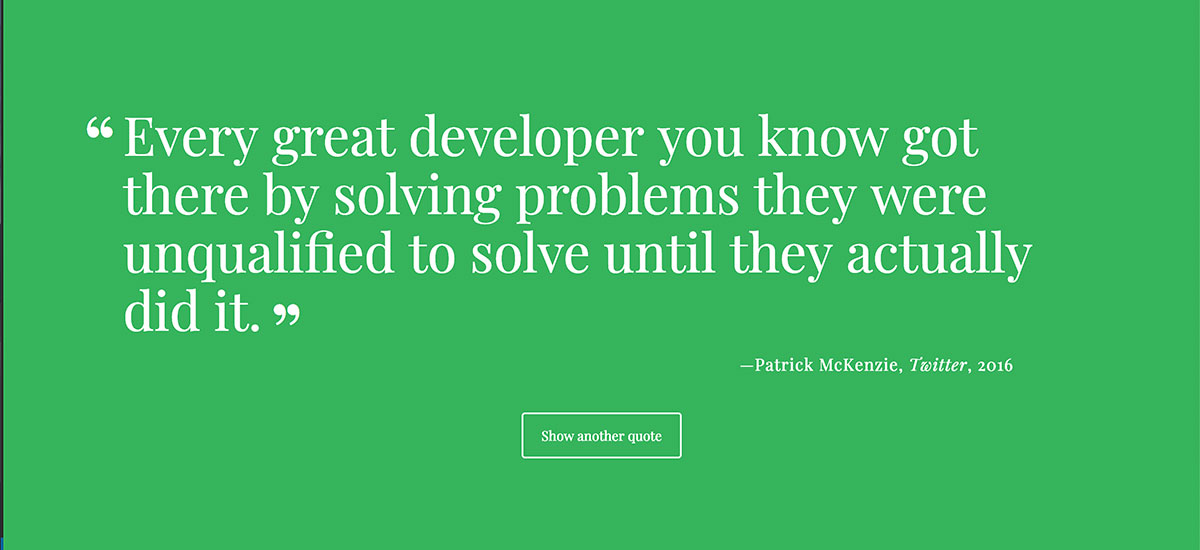 “Every great developer you know got
there by solving problems they were
unqualified to solve until they actually
did it.”
—Patrick McKenzie, Twitter, 2016
Show another quote